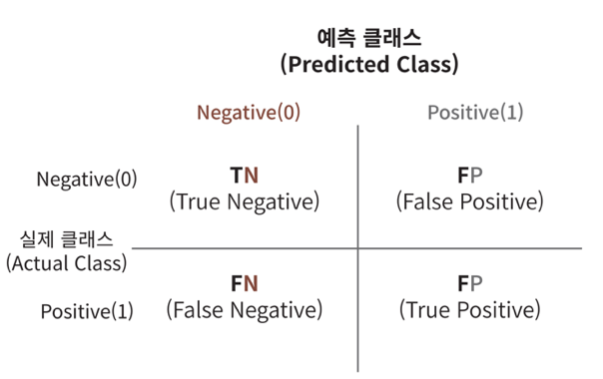 예측 클래스
(Predicted Class)
Negative(0) Positive(1)
Negative(0)
TN
(True Negative)
FP
(False Positive)
실제 클래스
(Actual Class)
Positive(1)
FN
(False Negative)
FP
(True Positive)